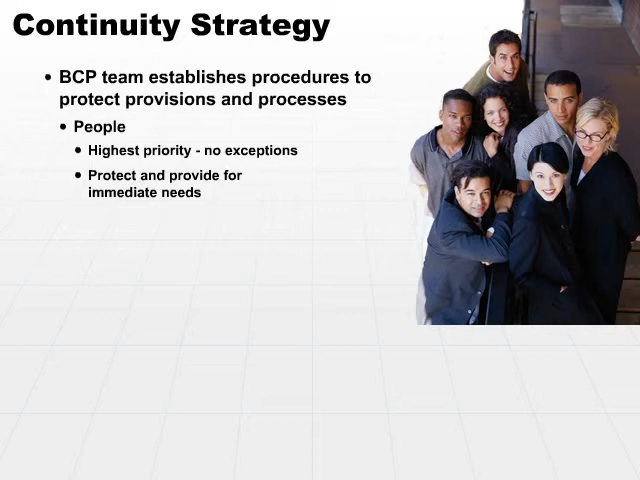 Continuity Strategy
• BCP team establishes procedures to
protect provisions and processes
• People
• Highest priority - no exceptions
• Protect and provide for
immediate needs